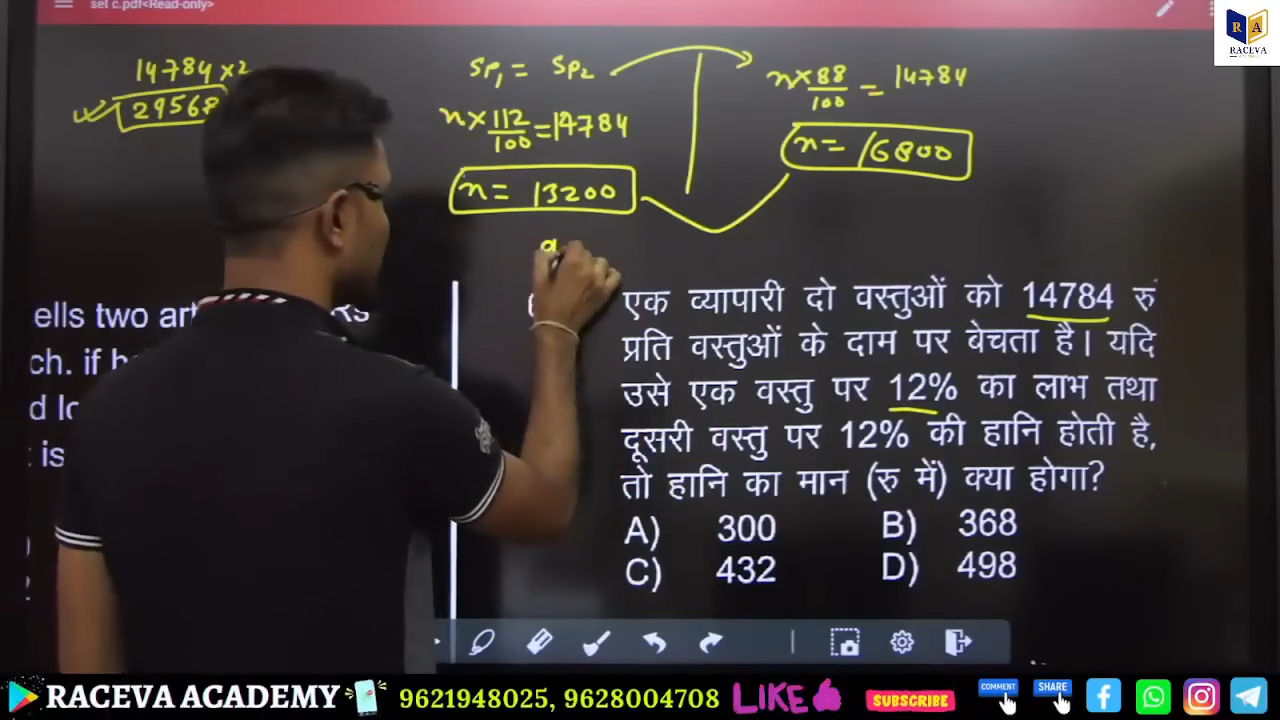 set c.pdf<Read-only>
RA
RACEVA
14784 × 2
29568
SP₁ = SP₂
n × 112/100 = 14784
n = 13200
n × 88/100 = 14784
n = 16800
ells two
ch. if
d
is
एक व्यापारी दो वस्तुओं को 14784 रु
प्रति वस्तुओं के दाम पर बेचता है। यदि
उसे एक वस्तु पर 12% का लाभ तथा
दूसरी वस्तु पर 12% की हानि होती है,
तो हानि का मान (रु में) क्या होगा?
A) 300 B) 368
C) 432 D) 498
RACEVA ACADEMY 9621948025, 9628004708 LIKE SUBSCRIBE COMMENT SHARE